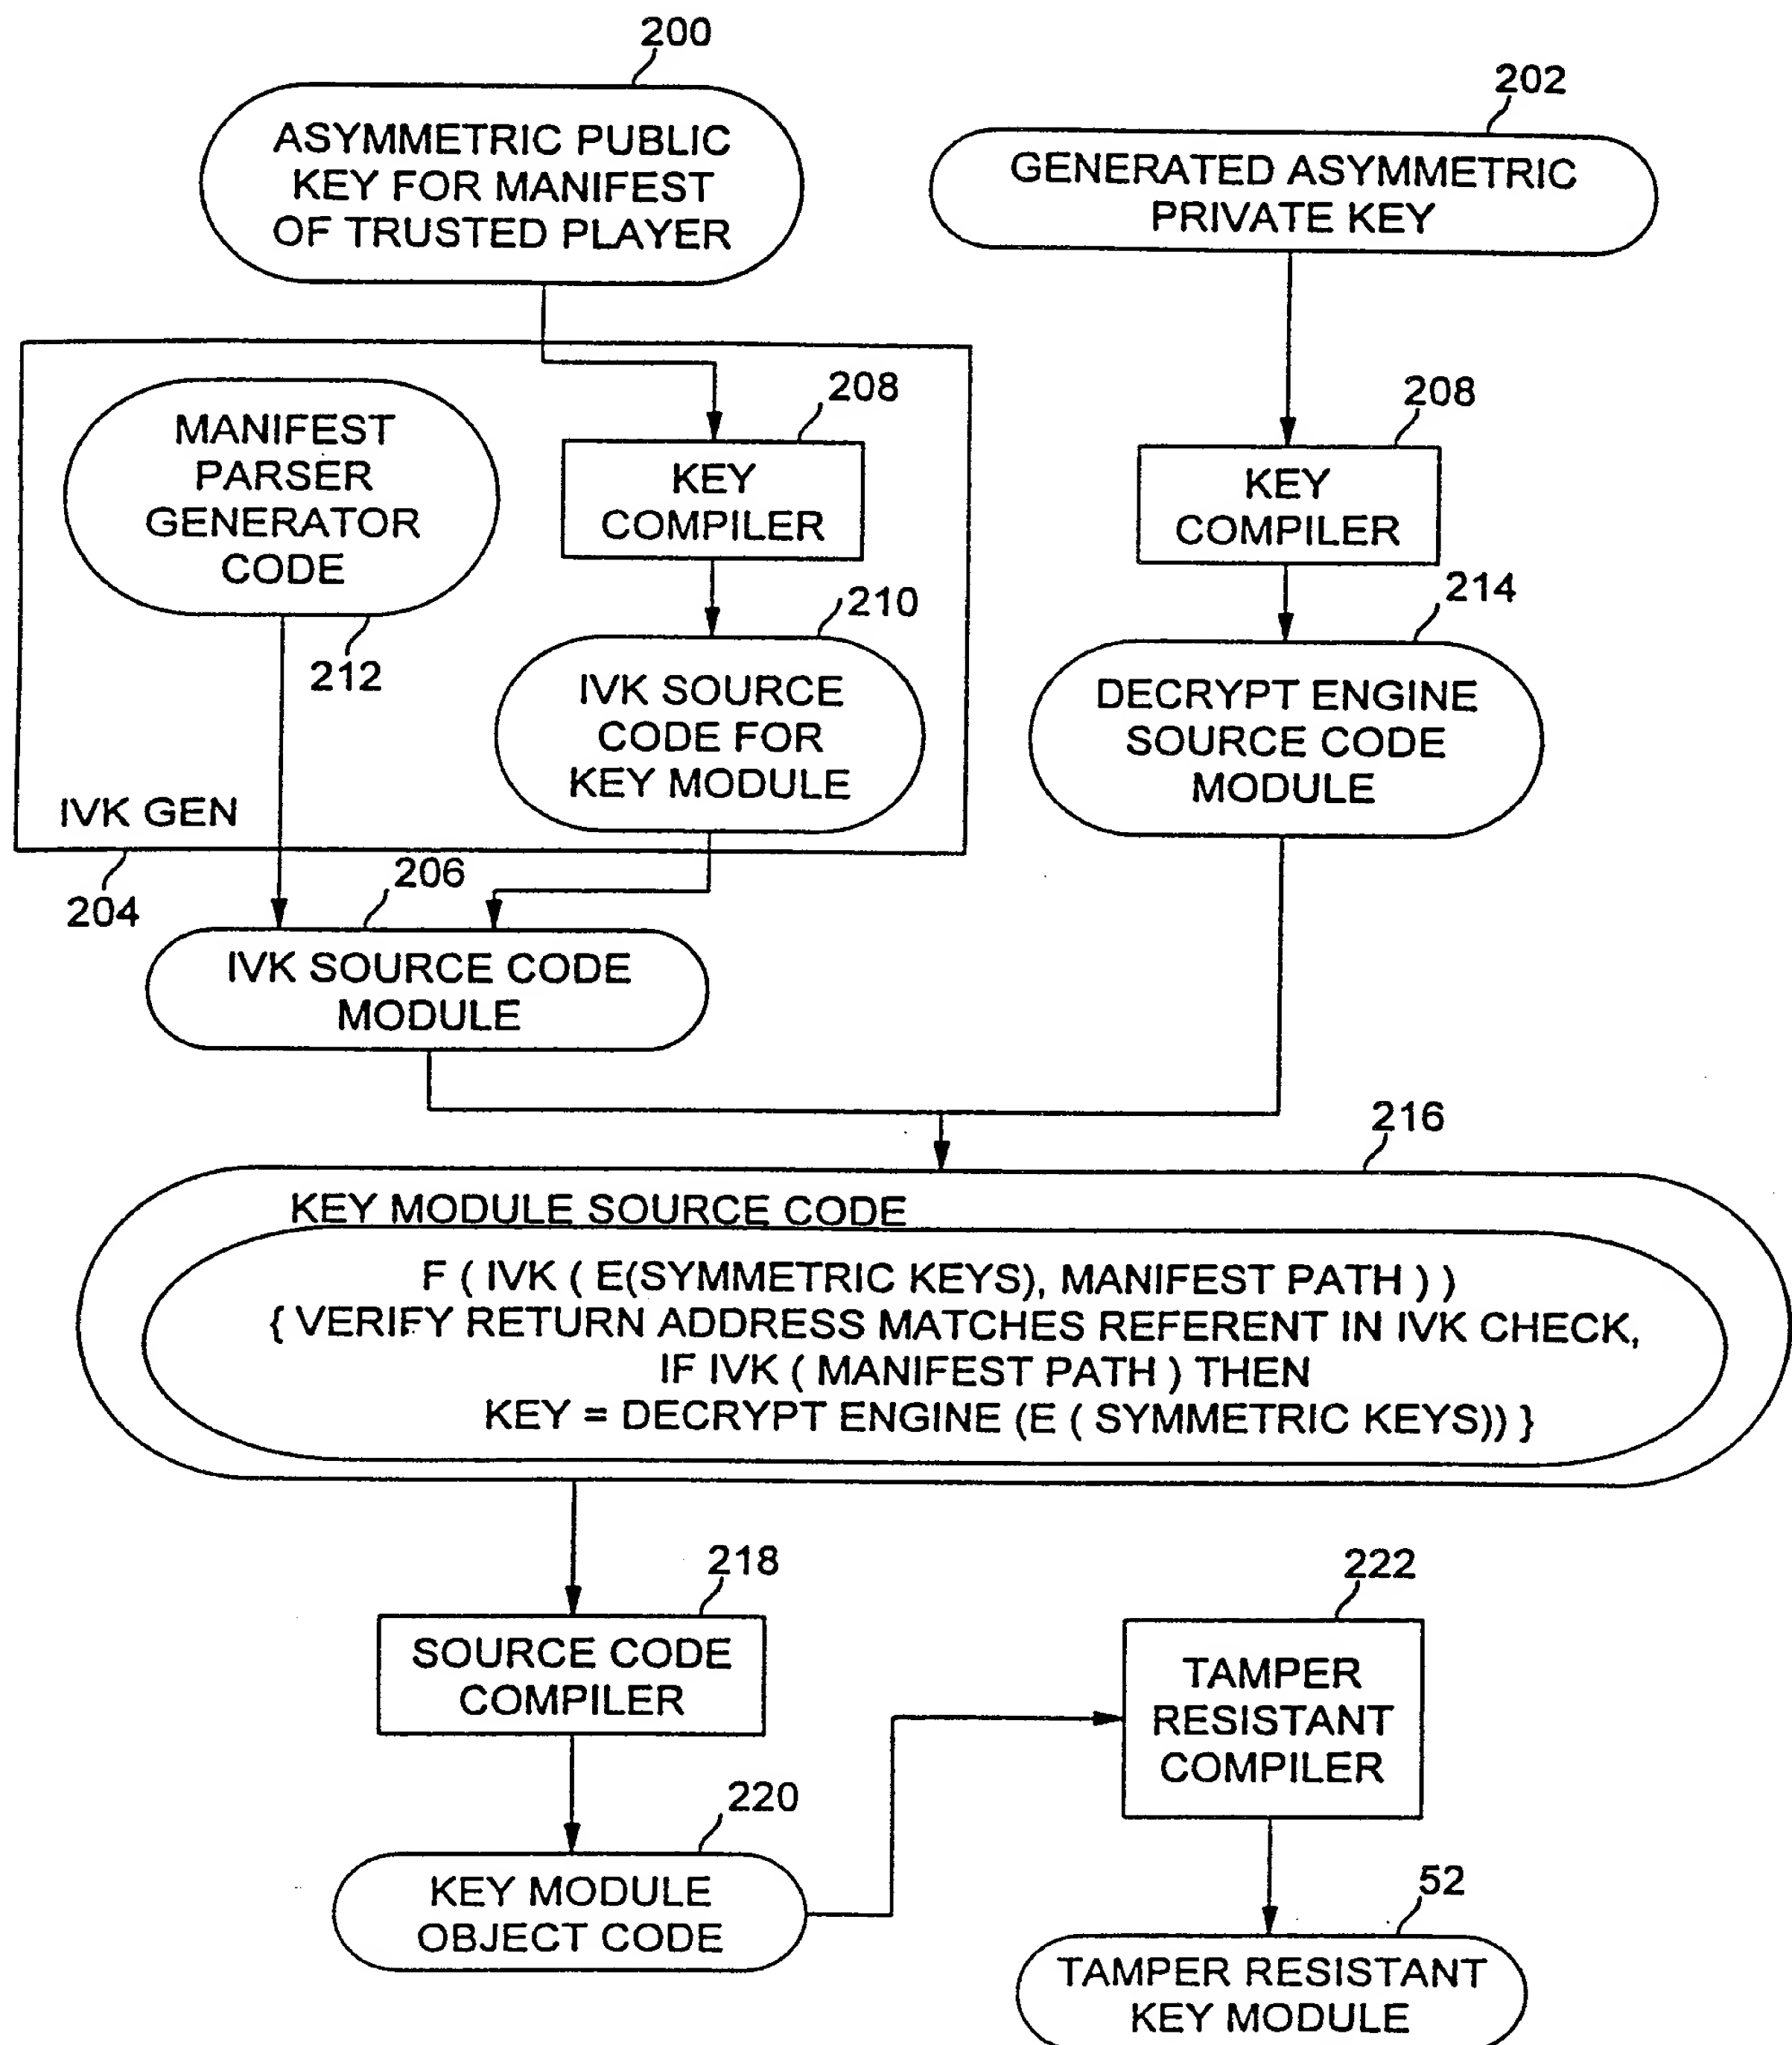 200
ASYMMETRIC PUBLIC
KEY FOR MANIFEST
OF TRUSTED PLAYER
202
GENERATED ASYMMETRIC
PRIVATE KEY
MANIFEST
PARSER
GENERATOR
CODE
212
208
KEY
COMPILER
210
IVK SOURCE
CODE FOR
KEY MODULE
IVK GEN
204
208
KEY
COMPILER
214
DECRYPT ENGINE
SOURCE CODE
MODULE
206
IVK SOURCE CODE
MODULE
216
KEY MODULE SOURCE CODE
F ( IVK ( E(SYMMETRIC KEYS), MANIFEST PATH ) )
{ VERIFY RETURN ADDRESS MATCHES REFERENT IN IVK CHECK,
IF IVK ( MANIFEST PATH ) THEN
KEY = DECRYPT ENGINE (E ( SYMMETRIC KEYS)) }
218
SOURCE CODE
COMPILER
220
KEY MODULE
OBJECT CODE
222
TAMPER
RESISTANT
COMPILER
52
TAMPER RESISTANT
KEY MODULE